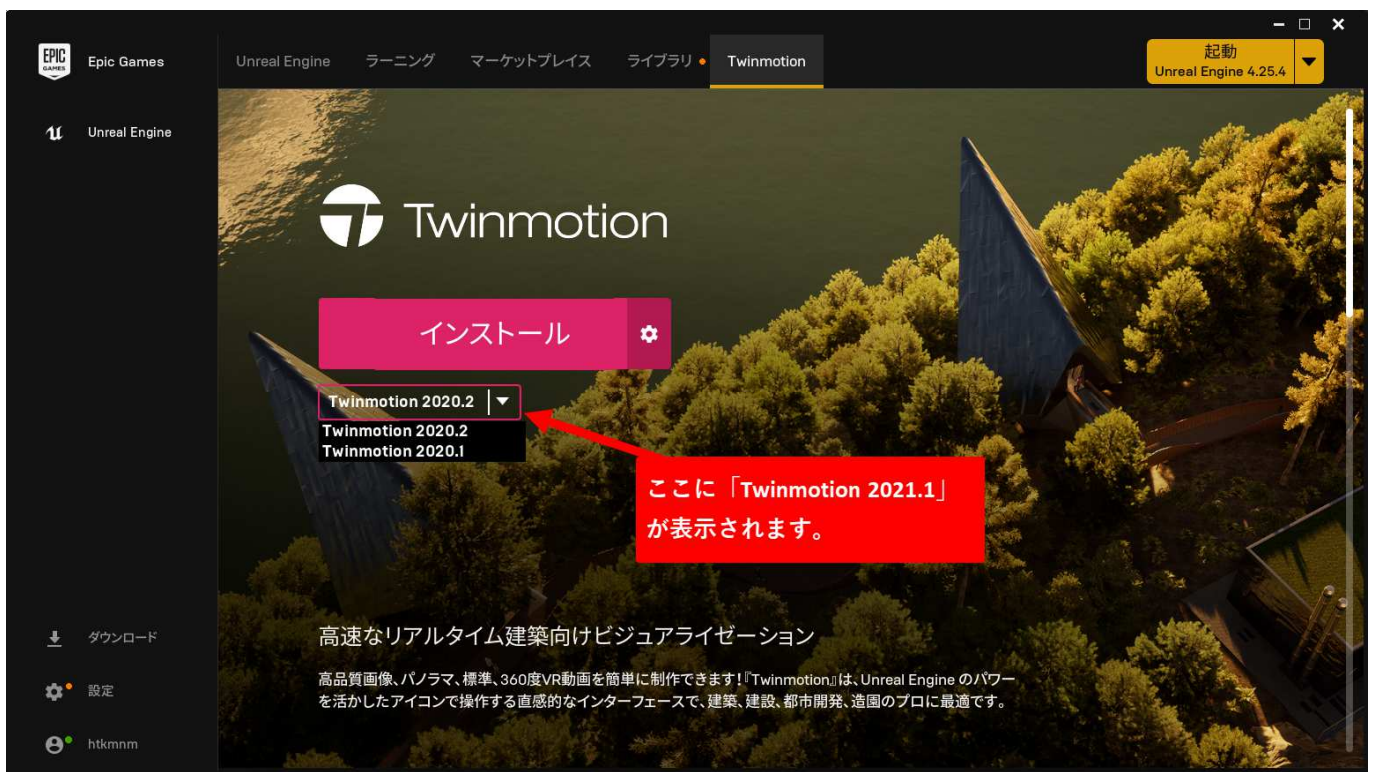 EPIC
GAMES
Epic Games
Unreal Engine
ラーニング
マーケットプレイス
ライブラリ
Twinmotion
起動
Unreal Engine 4.25.4
Unreal Engine
Twinmotion
インストール
Twinmotion 2020.2
Twinmotion 2020.2
Twinmotion 2020.1
ここに「Twinmotion 2021.1」
が表示されます。
高速なリアルタイム建築向けビジュアライゼーション
高品質画像、パノラマ、標準、360度VR動画を簡単に制作できます!『Twinmotion』は、Unreal Engine のパワー
を活かしたアイコンで操作する直感的なインターフェースで、建築、建設、都市開発、造園のプロに最適です。
ダウンロード
設定
htkmnm